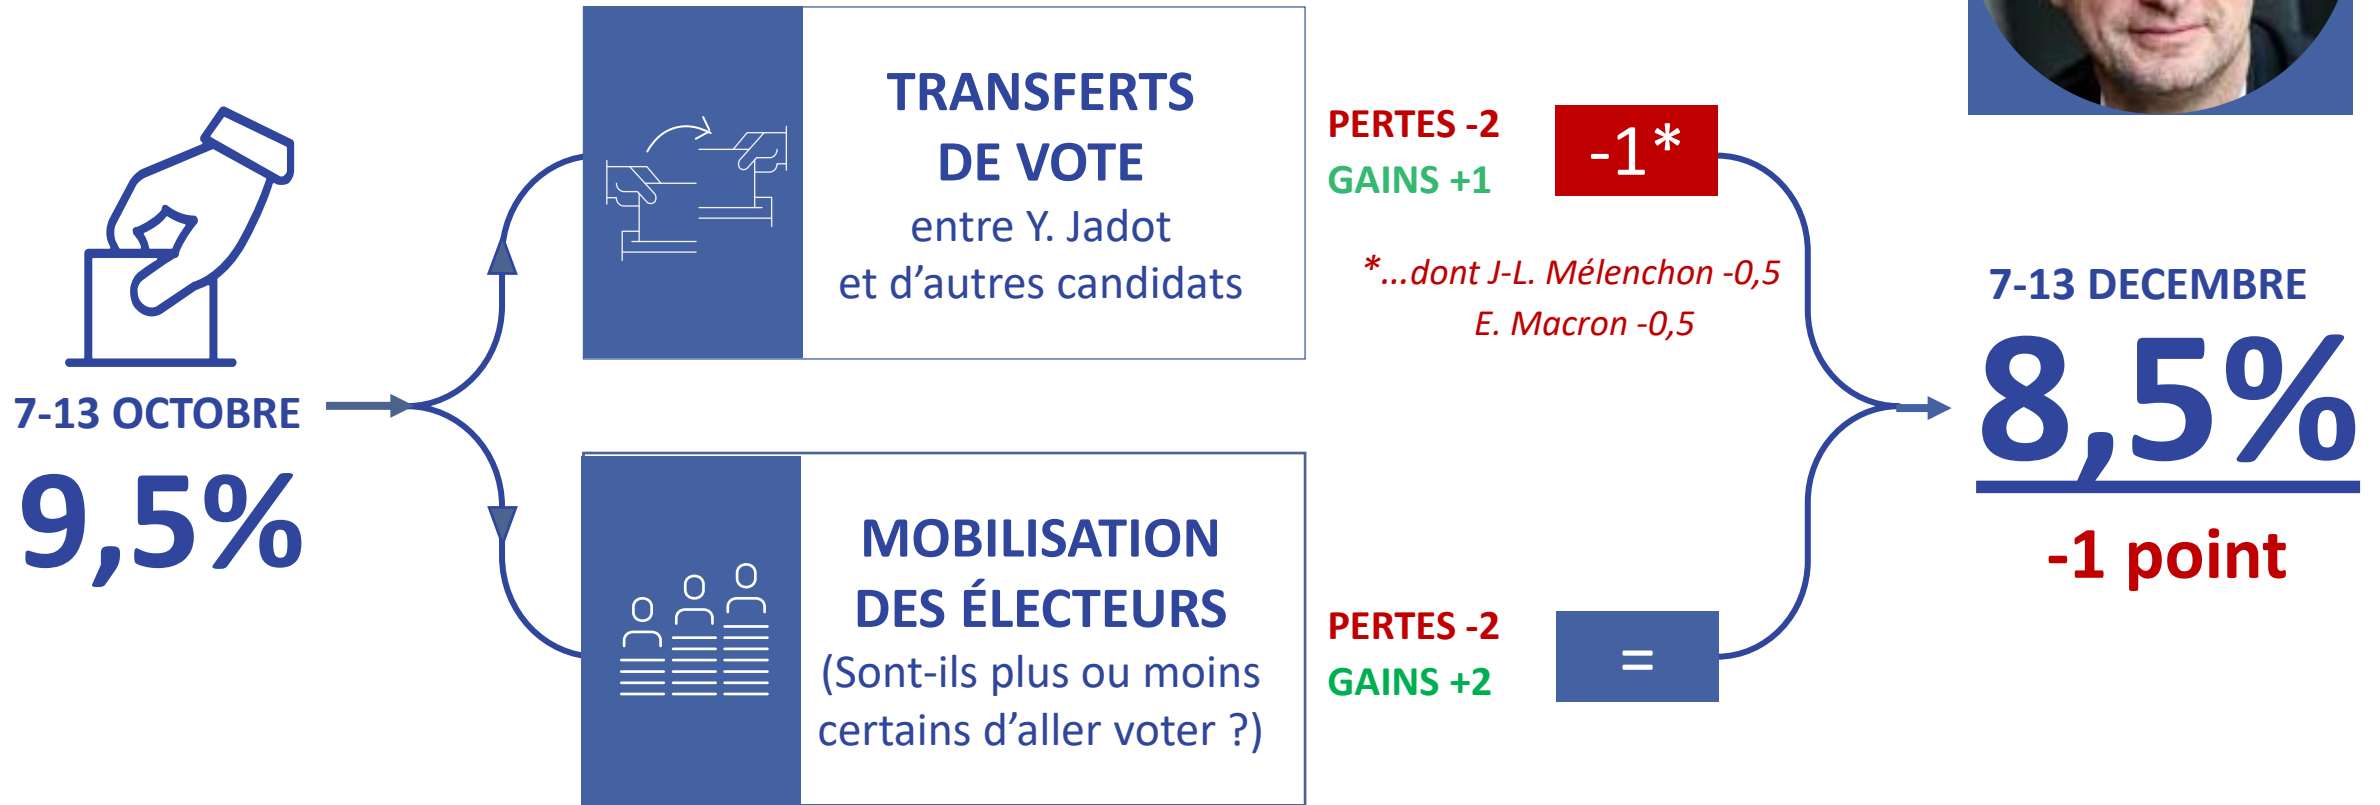 7-13 OCTOBRE
9,5%
TRANSFERTS
DE VOTE
entre Y. Jadot
et d'autres candidats
PERTES -2
GAINS +1
-1*
*...dont J-L. Mélenchon -0,5
E. Macron -0,5
MOBILISATION
DES ÉLECTEURS
(Sont-ils plus ou moins
certains d'aller voter ?)
PERTES -2
GAINS +2
=
7-13 DECEMBRE
8,5%
-1 point